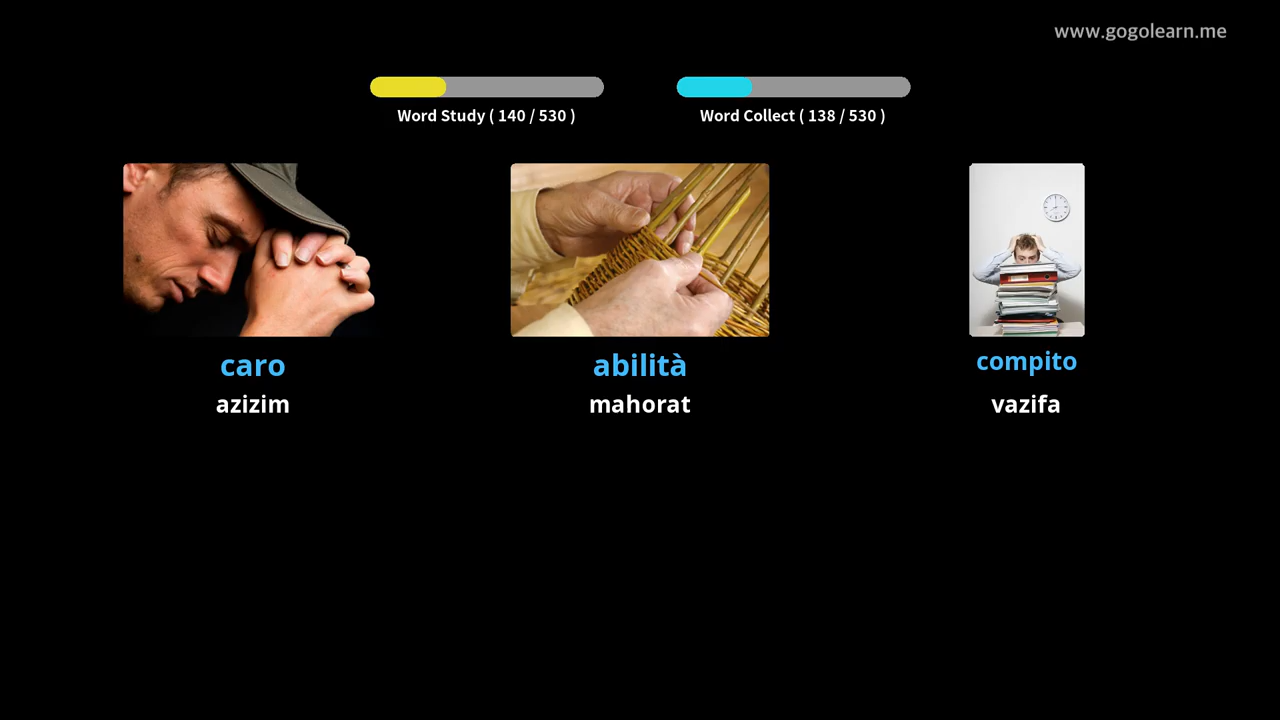 www.gogolearn.me
Word Study ( 140 / 530 )
Word Collect ( 138 / 530 )
caro
abilità
compito
azizim
mahorat
vazifa